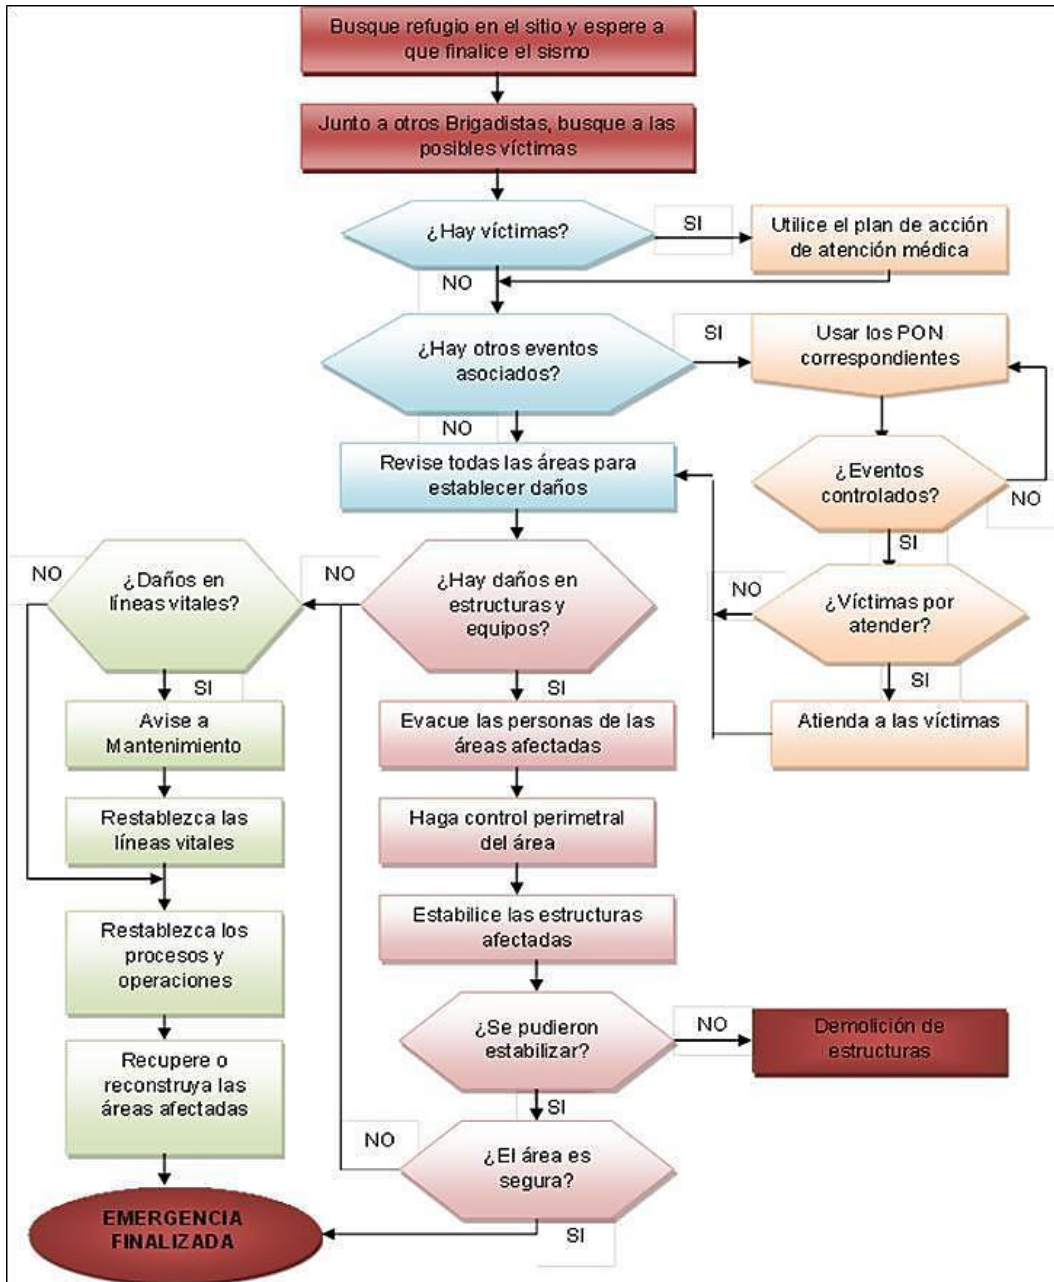 Busque refugio en el sitio y espere a
que finalice el sismo
Junto a otros Brigadistas, busque a las
posibles víctimas
¿Hay víctimas?
SI
Utilice el plan de acción
de atención médica
NO
¿Hay otros eventos
asociados?
SI
Usar los PON
correspondientes
NO
Revise todas las áreas para
establecer daños
¿Eventos
controlados?
NO
SI
¿Víctimas por
atender?
NO
SI
Atienda a las víctimas
¿Hay daños en
estructuras y
equipos?
NO
¿Daños en
líneas vitales?
NO
SI
Avise a
Mantenimiento
Restablezca las
líneas vitales
Restablezca los
procesos y
operaciones
Recupere o
reconstruya las
áreas afectadas
SI
Evacue las personas de las
áreas afectadas
Haga control perimetral
del área
Estabilice las estructuras
afectadas
¿Se pudieron
estabilizar?
NO
Demolición de
estructuras
SI
¿El área es
segura?
NO
SI
EMERGENCIA
FINALIZADA